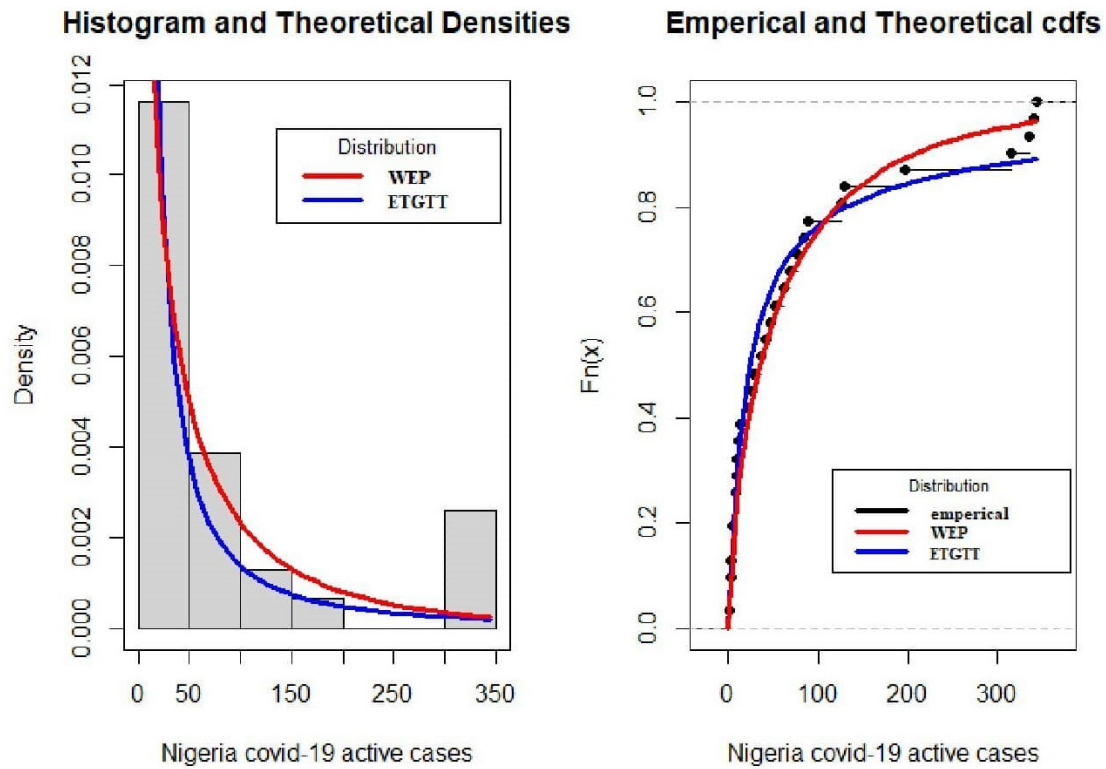 Histogram and Theoretical Densities
Density
0.000 0.002 0.004 0.006 0.008 0.010 0.012
Distribution
WEP
ETGTT
0 50 150 250 350
Nigeria covid-19 active cases
Emperical and Theoretical cdfs
Fn(x)
0.0 0.2 0.4 0.6 0.8 1.0
Distribution
emperical
WEP
ETGTT
0 100 200 300
Nigeria covid-19 active cases